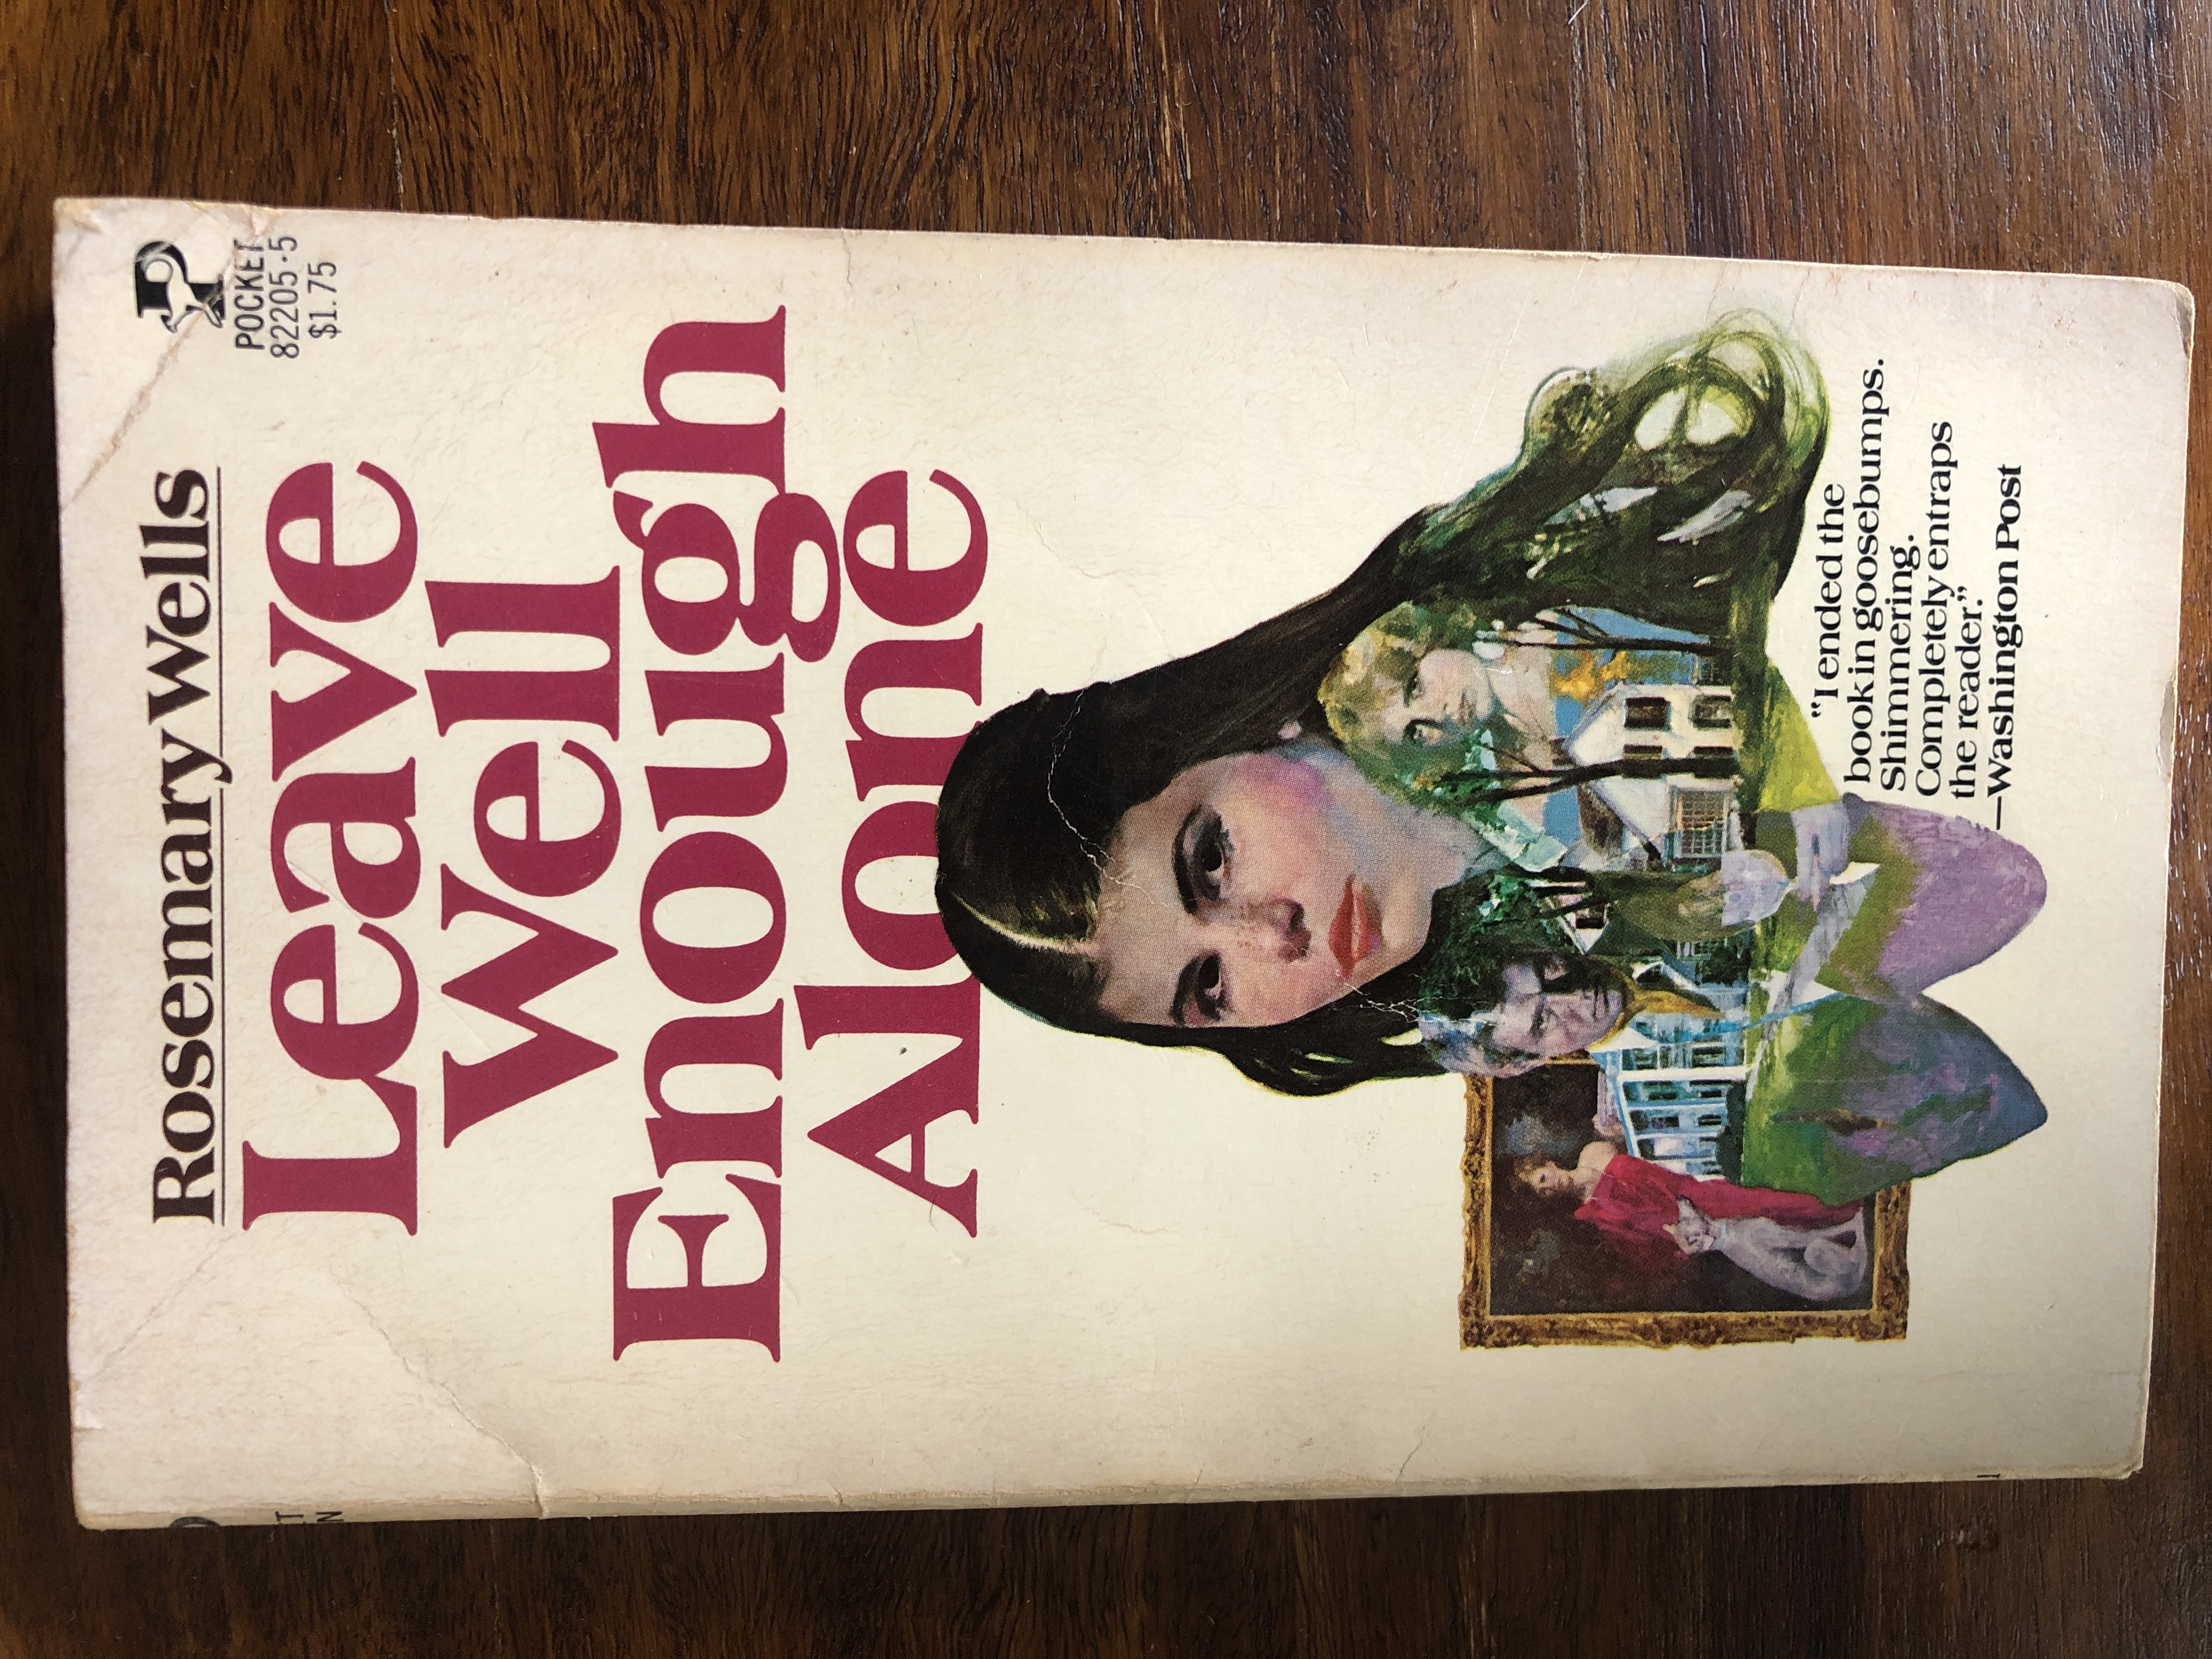 Rosemary Wells
POCKET
82205·5
$1.75
Leave
Well
Enough
Alone
"I ended the
book in goosebumps.
Shimmering.
Completely entraps
the reader."
—Washington Post